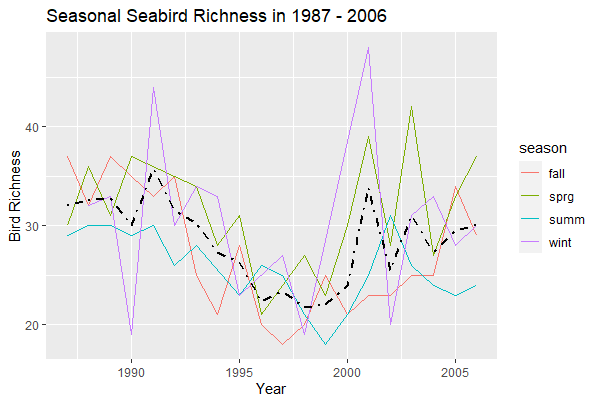 Seasonal Seabird Richness in 1987 - 2006
Bird Richness
40
30
20
1990
1995
2000
2005
Year
season
fall
sprg
summ
wint